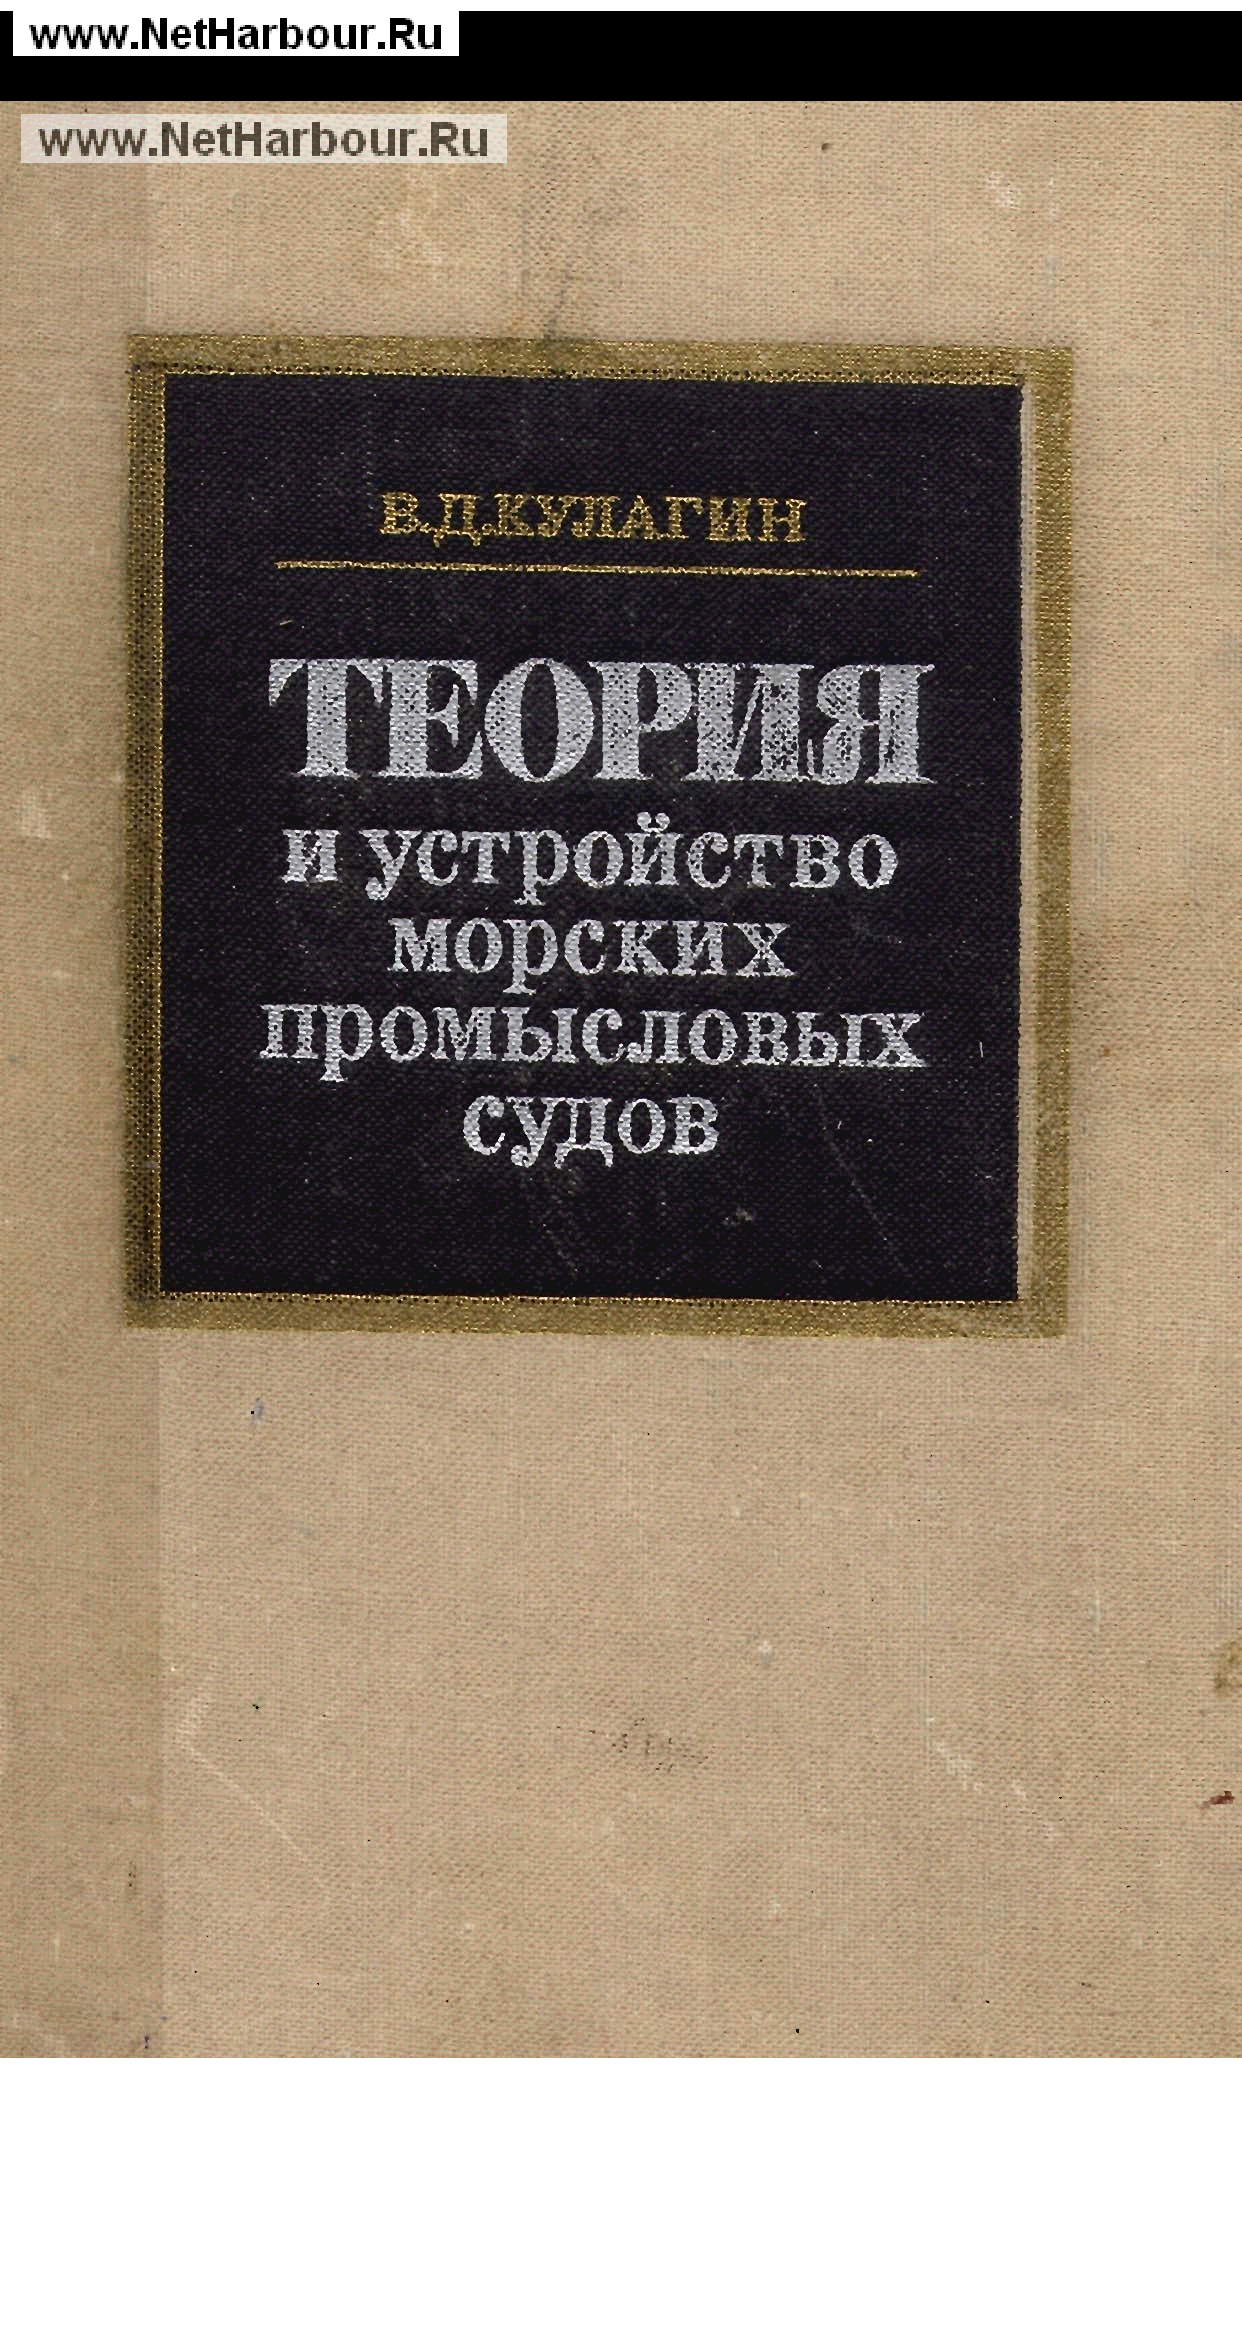 www.NetHarbour.Ru
www.NetHarbour.Ru
В.Д.КУЛАГИН
ТЕОРИЯ
и устройство
морских
промысловых
судов